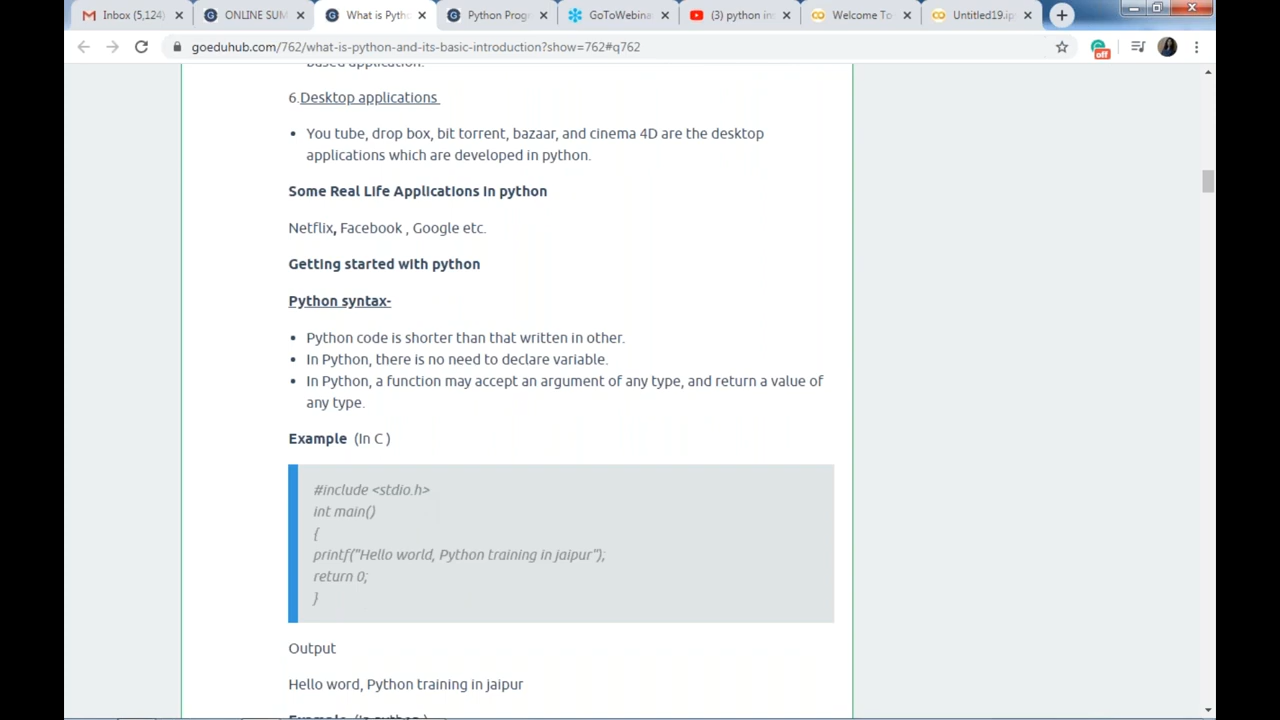 Inbox (5,124)
ONLINE SUM
What is Pyth
Python Prog
GoToWebina
(3) python in
Welcome To
Untitled19.ip
goeduhub.com/762/what-is-python-and-its-basic-introduction?show=762#q762
off
based application.
6.Desktop applications
• You tube, drop box, bit torrent, bazaar, and cinema 4D are the desktop
applications which are developed in python.
Some Real Life Applications in python
Netflix, Facebook , Google etc.
Getting started with python
Python syntax-
• Python code is shorter than that written in other.
• In Python, there is no need to declare variable.
• In Python, a function may accept an argument of any type, and return a value of
any type.
Example (In C )
#include <stdio.h>
int main()
{
printf("Hello world, Python training in jaipur");
return 0;
}
Output
Hello word, Python training in jaipur
Example (In python )